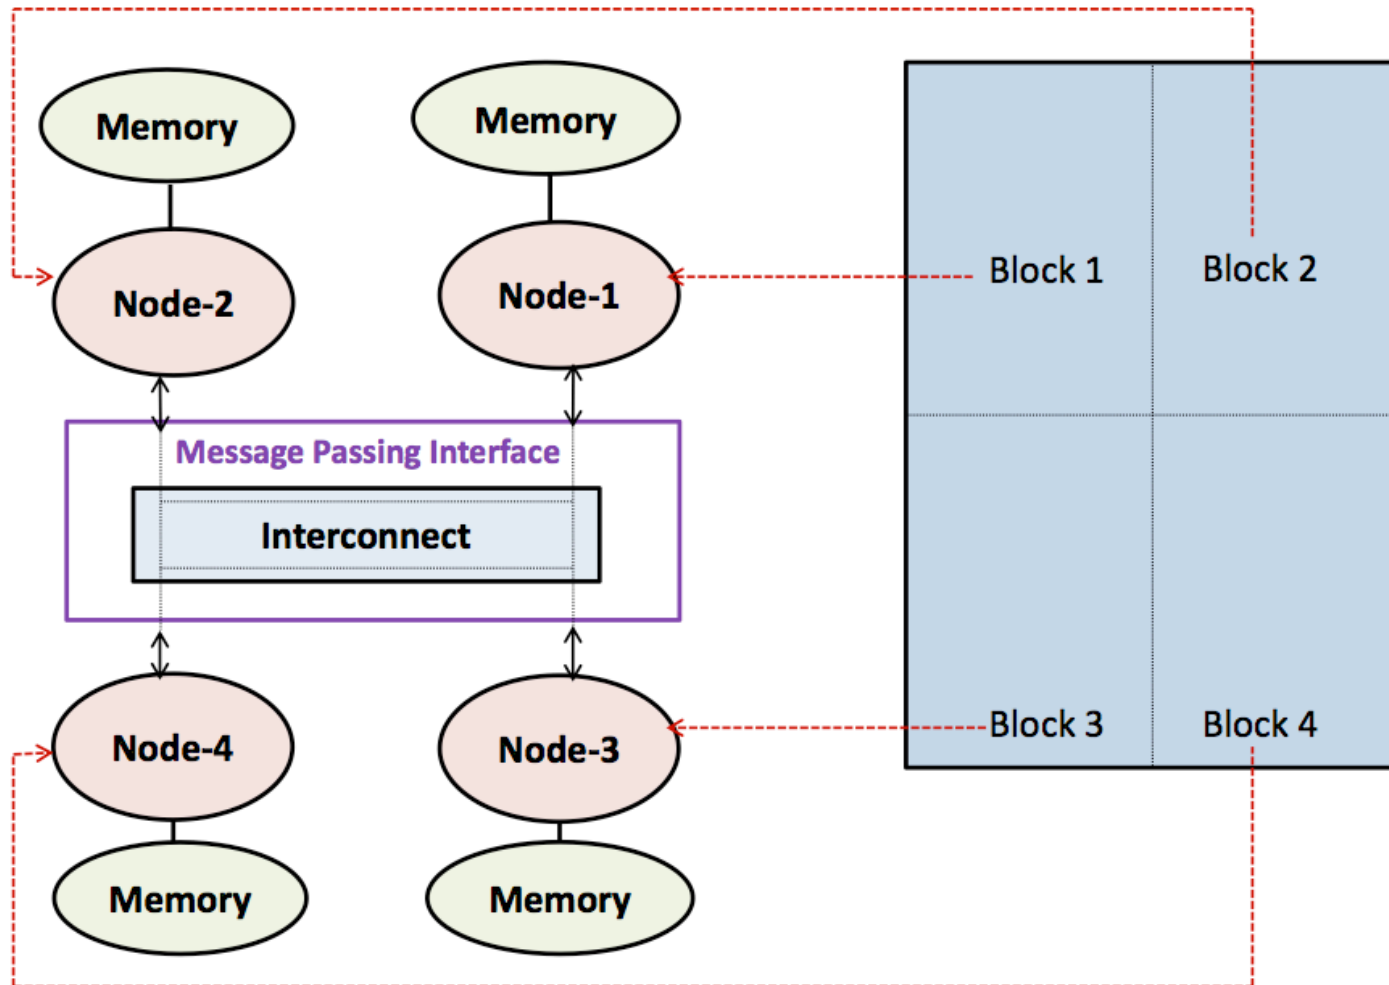 Memory
Memory
Node-2
Node-1
Block 1
Block 2
Message Passing Interface
Interconnect
Node-4
Node-3
Block 3
Block 4
Memory
Memory